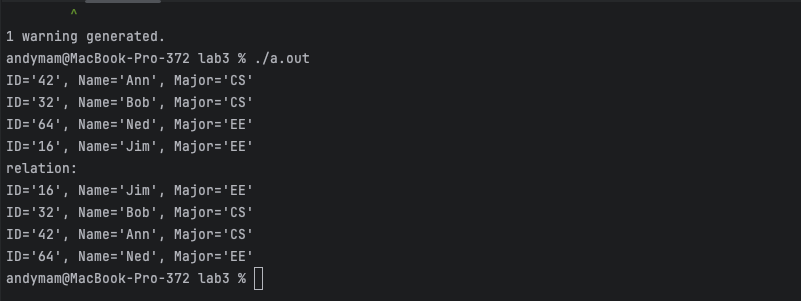 ^
1 warning generated.
andymam@MacBook-Pro-372 lab3 % ./a.out
ID='42', Name='Ann', Major='CS'
ID='32', Name='Bob', Major='CS'
ID='64', Name='Ned', Major='EE'
ID='16', Name='Jim', Major='EE'
relation:
ID='16', Name='Jim', Major='EE'
ID='32', Name='Bob', Major='CS'
ID='42', Name='Ann', Major='CS'
ID='64', Name='Ned', Major='EE'
andymam@MacBook-Pro-372 lab3 %